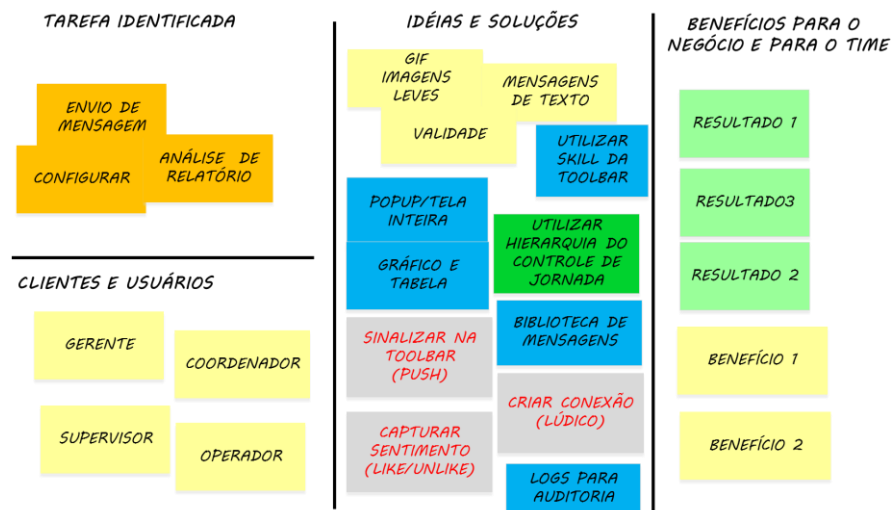 TAREFA IDENTIFICADA
ENVIO DE
MENSAGEM
CONFIGURAR
ANÁLISE DE
RELATÓRIO
CLIENTES E USUÁRIOS
GERENTE
COORDENADOR
SUPERVISOR
OPERADOR
IDÉIAS E SOLUÇÕES
GIF
IMAGENS
LEVES
MENSAGENS
DE TEXTO
VALIDADE
UTILIZAR
SKILL DA
TOOLBAR
POPUP/TELA
INTEIRA
UTILIZAR
HIERARQUIA DO
CONTROLE DE
JORNADA
GRÁFICO E
TABELA
BIBLIOTECA DE
MENSAGENS
SINALIZAR NA
TOOLBAR
(PUSH)
CRIAR CONEXÃO
(LÚDICO)
CAPTURAR
SENTIMENTO
(LIKE/UNLIKE)
LOGS PARA
AUDITORIA
BENEFÍCIOS PARA O
NEGÓCIO E PARA O TIME
RESULTADO 1
RESULTADO3
RESULTADO 2
BENEFÍCIO 1
BENEFÍCIO 2